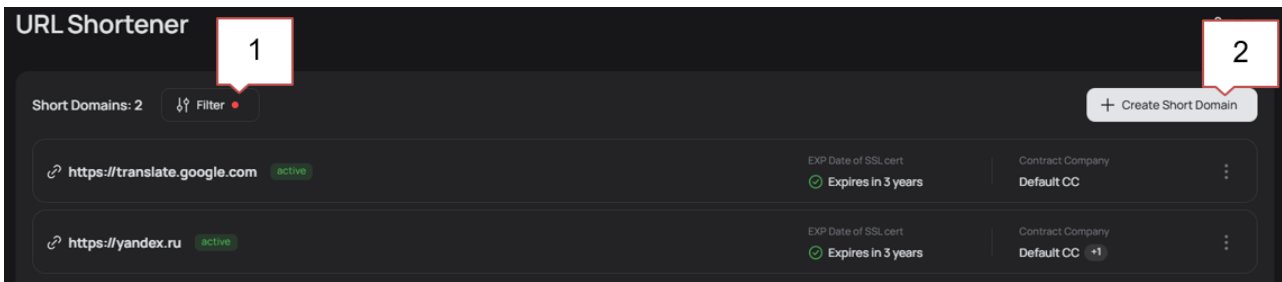 URL Shortener
1
2
Short Domains: 2
Filter
+ Create Short Domain
https://translate.google.com
active
EXP Date of SSL cert
Expires in 3 years
Contract Company
Default CC
https://yandex.ru
active
EXP Date of SSL cert
Expires in 3 years
Contract Company
Default CC +1